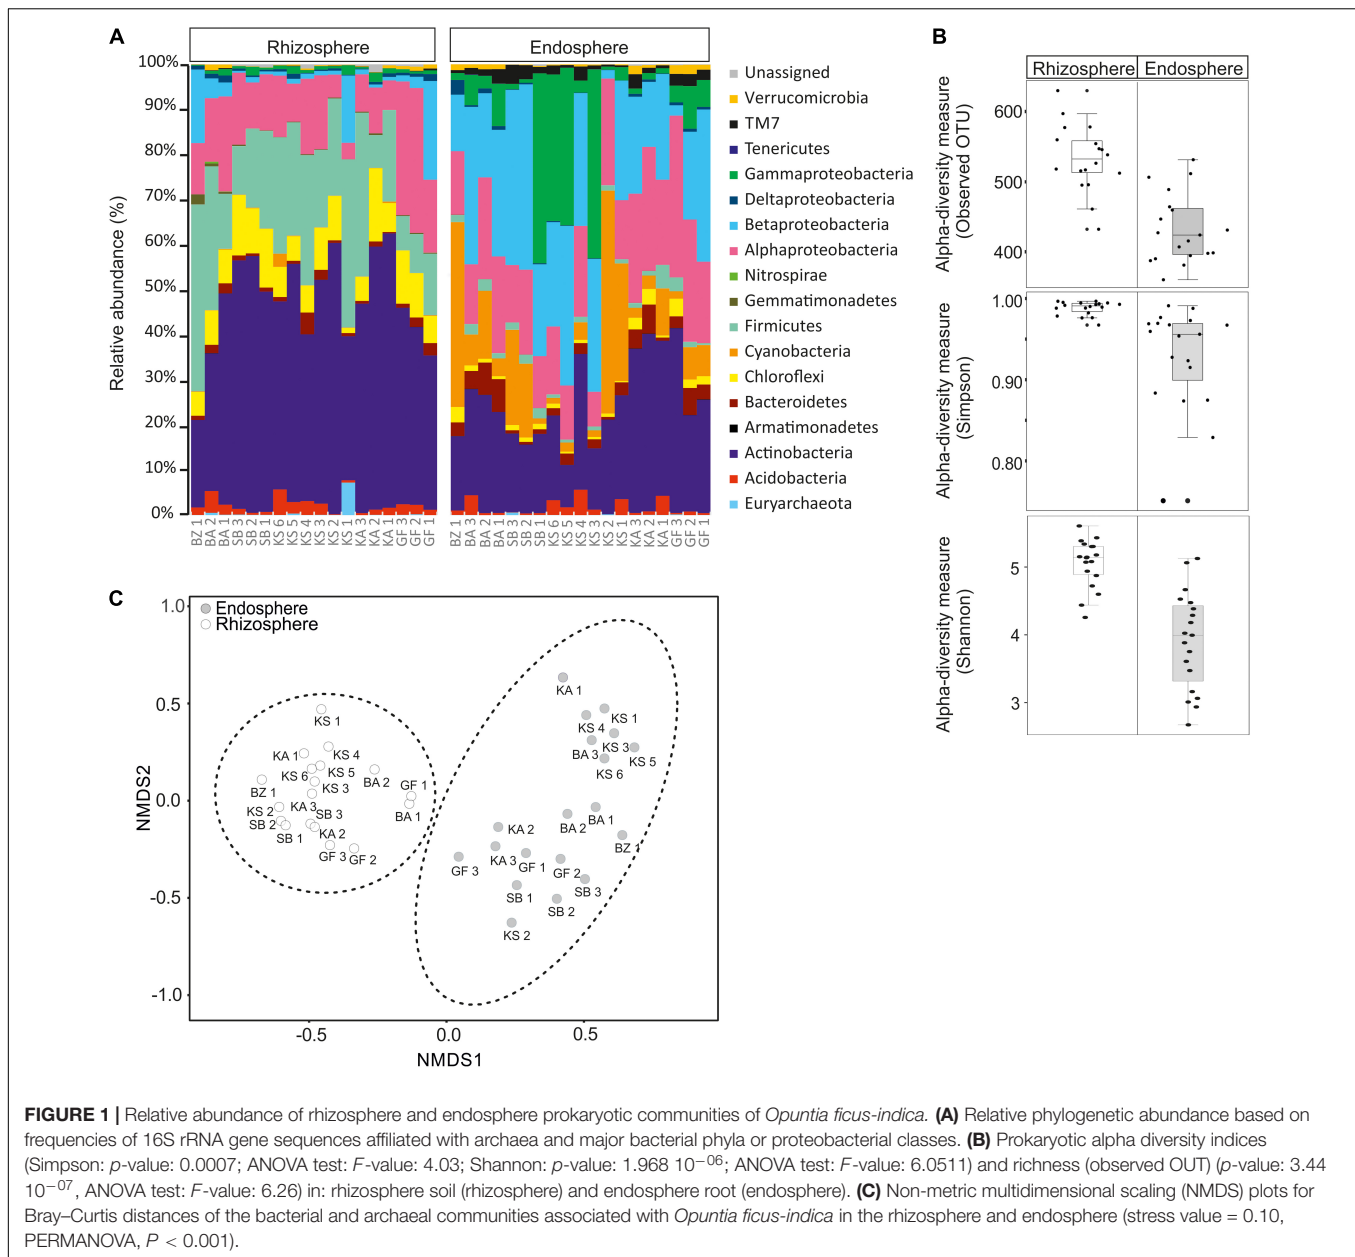 A
Rhizosphere
Endosphere
Relative abundance (%)
100%
90%
80%
70%
60%
50%
40%
30%
20%
10%
0%
BZ 1
BA 2
BA 1
SB 3
SB 2
SB 1
KS 6
KS 5
KS 4
KS 3
KS 2
KS 1
KA 3
KA 2
KA 1
GF 3
GF 2
GF 1
BZ 1
BA 3
BA 2
BA 1
SB 3
SB 2
SB 1
KS 6
KS 5
KS 4
KS 3
KS 2
KS 1
KA 3
KA 2
KA 1
GF 3
GF 2
GF 1
Unassigned
Verrucomicrobia
TM7
Tenericutes
Gammaproteobacteria
Deltaproteobacteria
Betaproteobacteria
Alphaproteobacteria
Nitrospirae
Gemmatimonadetes
Firmicutes
Cyanobacteria
Chloroflexi
Bacteroidetes
Armatimonadetes
Actinobacteria
Acidobacteria
Euryarchaeota
B
Rhizosphere
Endosphere
Alpha-diversity measure
(Observed OTU)
600
500
400
Alpha-diversity measure
(Simpson)
1.00
0.90
0.80
Alpha-diversity measure
(Shannon)
5
4
3
C
Endosphere
Rhizosphere
NMDS2
1.0
0.5
0.0
-0.5
-1.0
KS 1
KA 1
KS 4
KS 6
KS 5
KS 3
BZ 1
BA 2
GF 1
BA 1
KS 2
KA 3
SB 3
SB 2
SB 1
KA 2
GF 3
GF 2
KA 1
KS 1
KS 4
KS 3
BA 3
KS 5
KS 6
BA 2
BA 1
KA 2
BZ 1
GF 3
KA 3
GF 1
GF 2
SB 1
SB 3
SB 2
KS 2
-0.5
0.0
0.5
NMDS1
FIGURE 1 | Relative abundance of rhizosphere and endosphere prokaryotic communities of Opuntia ficus-indica. (A) Relative phylogenetic abundance based on
frequencies of 16S rRNA gene sequences affiliated with archaea and major bacterial phyla or proteobacterial classes. (B) Prokaryotic alpha diversity indices
(Simpson: p-value: 0.0007; ANOVA test: F-value: 4.03; Shannon: p-value: 1.968 10⁻⁰⁶; ANOVA test: F-value: 6.0511) and richness (observed OUT) (p-value: 3.44
10⁻⁰⁷, ANOVA test: F-value: 6.26) in: rhizosphere soil (rhizosphere) and endosphere root (endosphere). (C) Non-metric multidimensional scaling (NMDS) plots for
Bray–Curtis distances of the bacterial and archaeal communities associated with Opuntia ficus-indica in the rhizosphere and endosphere (stress value = 0.10,
PERMANOVA, P < 0.001).